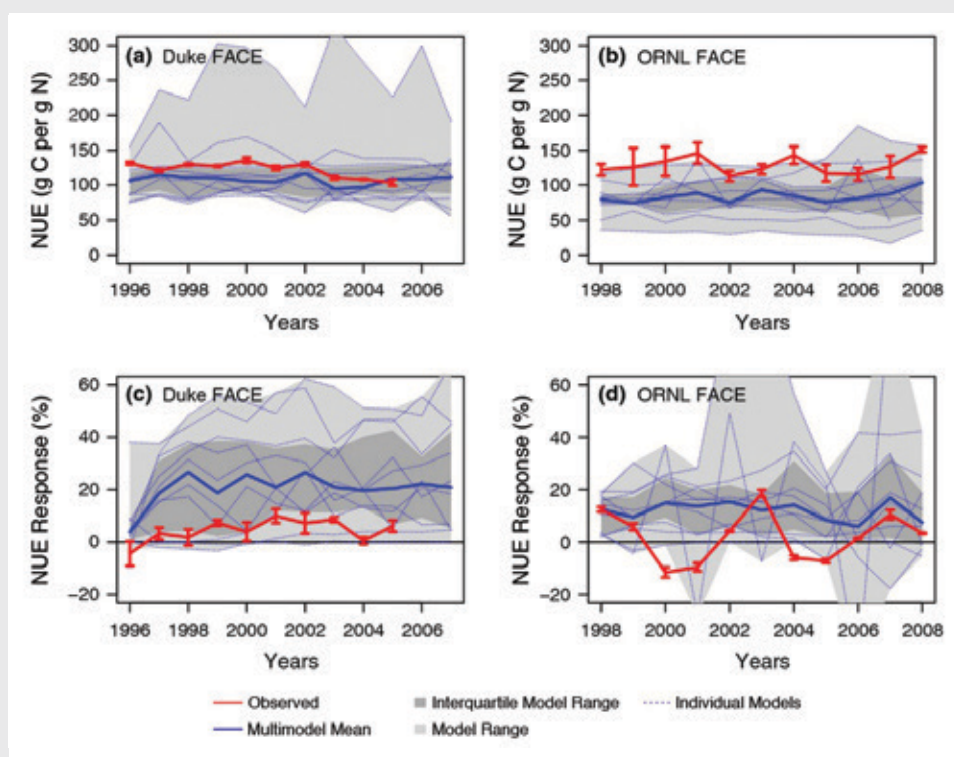 (a) Duke FACE
300
250
200
150
100
50
0
NUE (g C per g N)
1996 1998 2000 2002 2004 2006
Years
(b) ORNL FACE
300
250
200
150
100
50
0
NUE (g C per g N)
1998 2000 2002 2004 2006 2008
Years
(c) Duke FACE
60
40
20
0
−20
NUE Response (%)
1996 1998 2000 2002 2004 2006
Years
(d) ORNL FACE
60
40
20
0
−20
NUE Response (%)
1998 2000 2002 2004 2006 2008
Years
Observed Interquartile Model Range Individual Models
Multimodel Mean Model Range